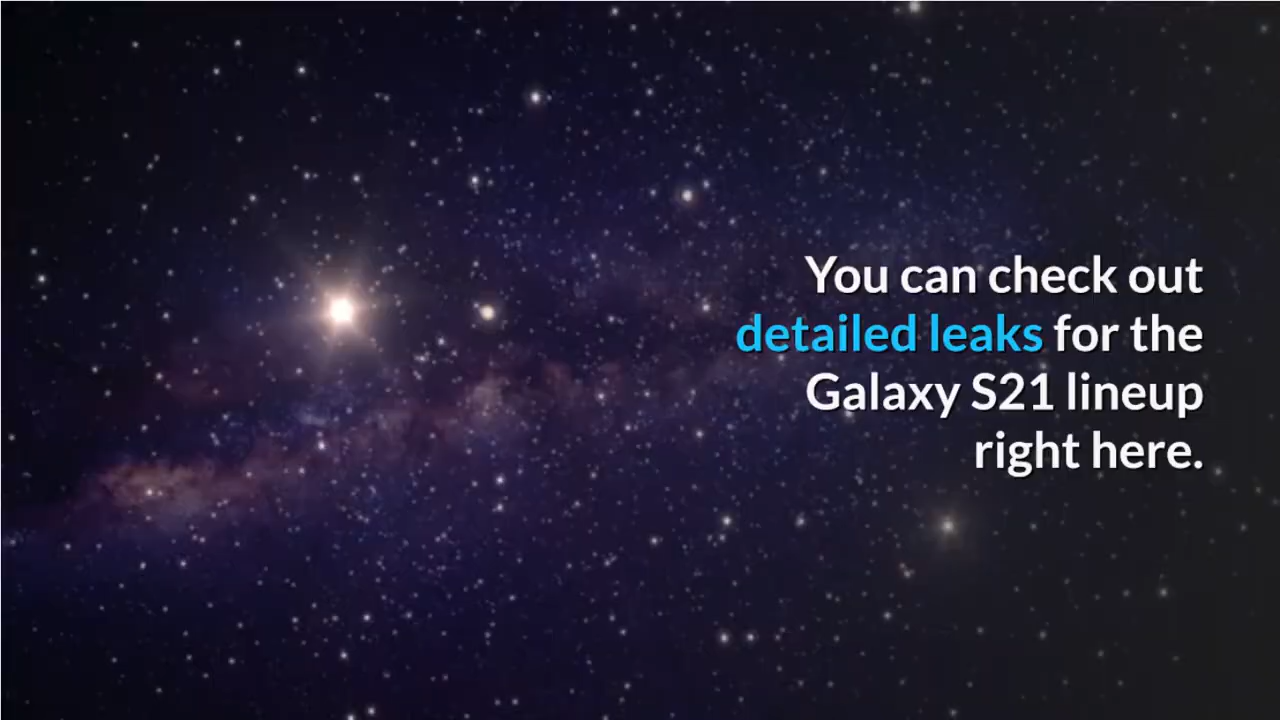 You can check out
detailed leaks for the
Galaxy S21 lineup
right here.